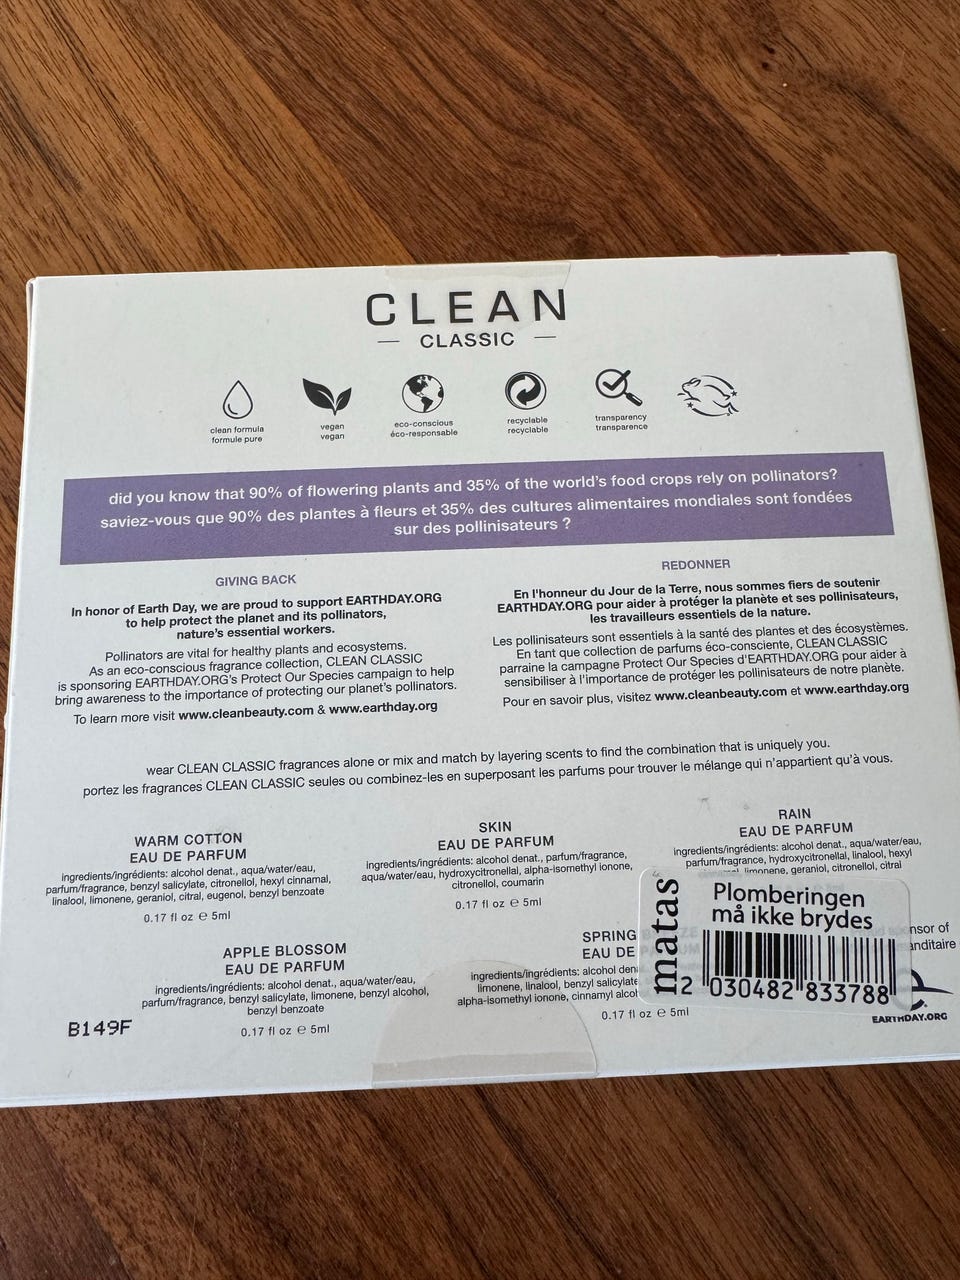 CLEAN
CLASSIC
clean formula
formule pure
vegan
vegan
eco-conscious
éco-responsable
recyclable
recyclable
transparency
transparence
did you know that 90% of flowering plants and 35% of the world's food crops rely on pollinators?
saviez-vous que 90% des plantes à fleurs et 35% des cultures alimentaires mondiales sont fondées
sur des pollinisateurs ?
GIVING BACK
In honor of Earth Day, we are proud to support EARTHDAY.ORG
to help protect the planet and its pollinators,
nature's essential workers.
Pollinators are vital for healthy plants and ecosystems.
As an eco-conscious fragrance collection, CLEAN CLASSIC
is sponsoring EARTHDAY.ORG's Protect Our Species campaign to help
bring awareness to the importance of protecting our planet's pollinators.
To learn more visit www.cleanbeauty.com & www.earthday.org
REDONNER
En l'honneur du Jour de la Terre, nous sommes fiers de soutenir
EARTHDAY.ORG pour aider à protéger la planète et ses pollinisateurs,
les travailleurs essentiels de la nature.
Les pollinisateurs sont essentiels à la santé des plantes et des écosystèmes.
En tant que collection de parfums éco-consciente, CLEAN CLASSIC
parraine la campagne Protect Our Species d'EARTHDAY.ORG pour aider à
sensibiliser à l'importance de protéger les pollinisateurs de notre planète.
Pour en savoir plus, visitez www.cleanbeauty.com et www.earthday.org
wear CLEAN CLASSIC fragrances alone or mix and match by layering scents to find the combination that is uniquely you.
portez les fragrances CLEAN CLASSIC seules ou combinez-les en superposant les parfums pour trouver le mélange qui n'appartient qu'à vous.
WARM COTTON
EAU DE PARFUM
ingredients/ingrédients: alcohol denat., aqua/water/eau,
parfum/fragrance, benzyl salicylate, citronellol, hexyl cinnamal,
linalool, limonene, geraniol, citral, eugenol, benzyl benzoate
0.17 fl oz ℮ 5ml
SKIN
EAU DE PARFUM
ingredients/ingrédients: alcohol denat., parfum/fragrance,
aqua/water/eau, hydroxycitronellal, alpha-isomethyl ionone,
citronellol, coumarin
0.17 fl oz ℮ 5ml
RAIN
EAU DE PARFUM
ingredients/ingrédients: alcohol denat., aqua/water/eau,
parfum/fragrance, hydroxycitronellal, linalool, hexyl
limonene, geraniol, citronellol, citral
APPLE BLOSSOM
EAU DE PARFUM
ingredients/ingrédients: alcohol denat., aqua/water/eau,
parfum/fragrance, benzyl salicylate, limonene, benzyl alcohol,
benzyl benzoate
0.17 fl oz ℮ 5ml
SPRING
EAU DE
ingredients/ingrédients: alcohol den
limonene, linalool, benzyl salicylate
alpha-isomethyl ionone, cinnamyl alco
0.17 fl oz ℮ 5ml
matas
Plomberingen
må ikke brydes
2 030482 833788
nsor of
anditaire
EARTHDAY.ORG
B149F